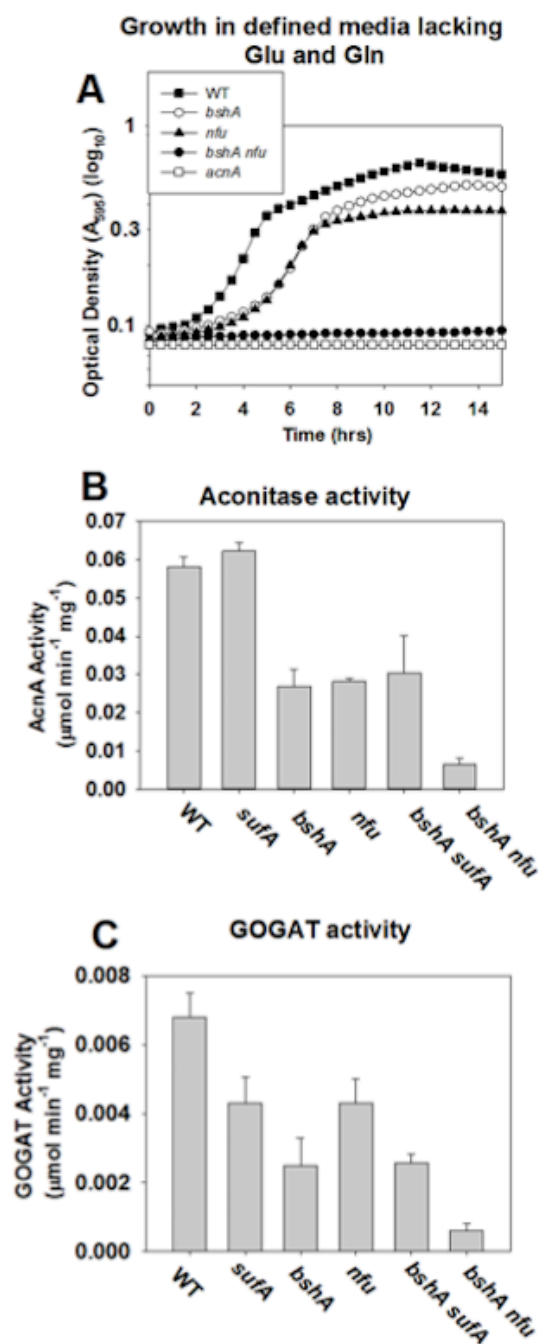 Growth in defined media lacking
Glu and Gln
A
WT
bshA
nfu
bshA nfu
acnA
Optical Density (A₅₉₅) (log₁₀)
1
0.3
0.1
0 2 4 6 8 10 12 14
Time (hrs)
B
Aconitase activity
AcnA Activity
(μmol min⁻¹ mg⁻¹)
0.07
0.06
0.05
0.04
0.03
0.02
0.01
0.00
WT sufA bshA nfu bshA sufA bshA nfu
C
GOGAT activity
GOGAT Activity
(μmol min⁻¹ mg⁻¹)
0.008
0.006
0.004
0.002
0.000
WT sufA bshA nfu bshA sufA bshA nfu